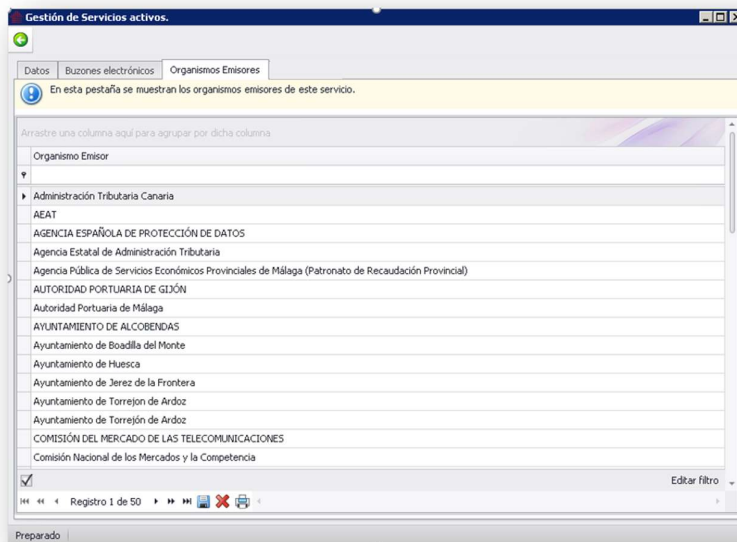 Gestión de Servicios activos.
Datos
Buzones electrónicos
Organismos Emisores
En esta pestaña se muestran los organismos emisores de este servicio.
Arrastre una columna aquí para agrupar por dicha columna
Organismo Emisor
Administración Tributaria Canaria
AEAT
AGENCIA ESPAÑOLA DE PROTECCIÓN DE DATOS
Agencia Estatal de Administración Tributaria
Agencia Pública de Servicios Económicos Provinciales de Málaga (Patronato de Recaudación Provincial)
AUTORIDAD PORTUARIA DE GIJÓN
Autoridad Portuaria de Málaga
AYUNTAMIENTO DE ALCOBENDAS
Ayuntamiento de Boadilla del Monte
Ayuntamiento de Huesca
Ayuntamiento de Jerez de la Frontera
Ayuntamiento de Torrejon de Ardoz
Ayuntamiento de Torrejón de Ardoz
COMISIÓN DEL MERCADO DE LAS TELECOMUNICACIONES
Comisión Nacional de los Mercados y la Competencia
Editar filtro
Registro 1 de 50
Preparado